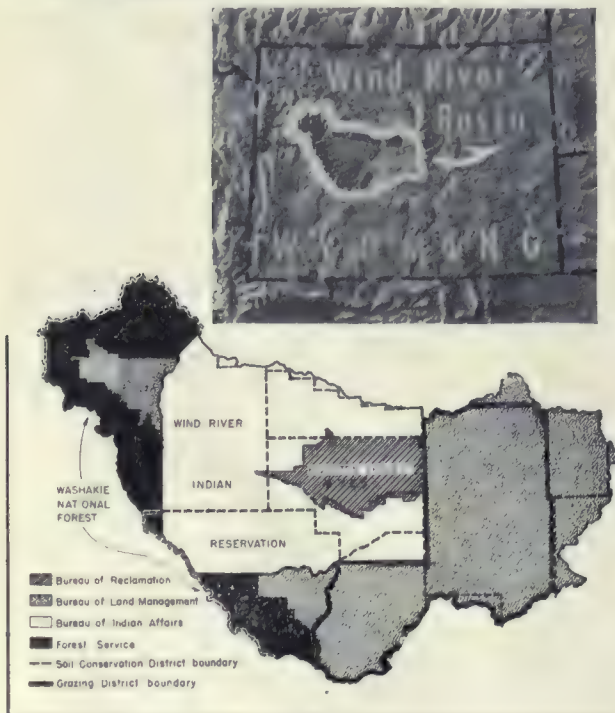 Wind River
Basin
WYOMING
WIND RIVER
INDIAN
RESERVATION
WASHAKIE
NATIONAL
FOREST
Bureau of Reclamation
Bureau of Land Management
Bureau of Indian Affairs
Forest Service
Soil Conservation District boundary
Grazing District boundary